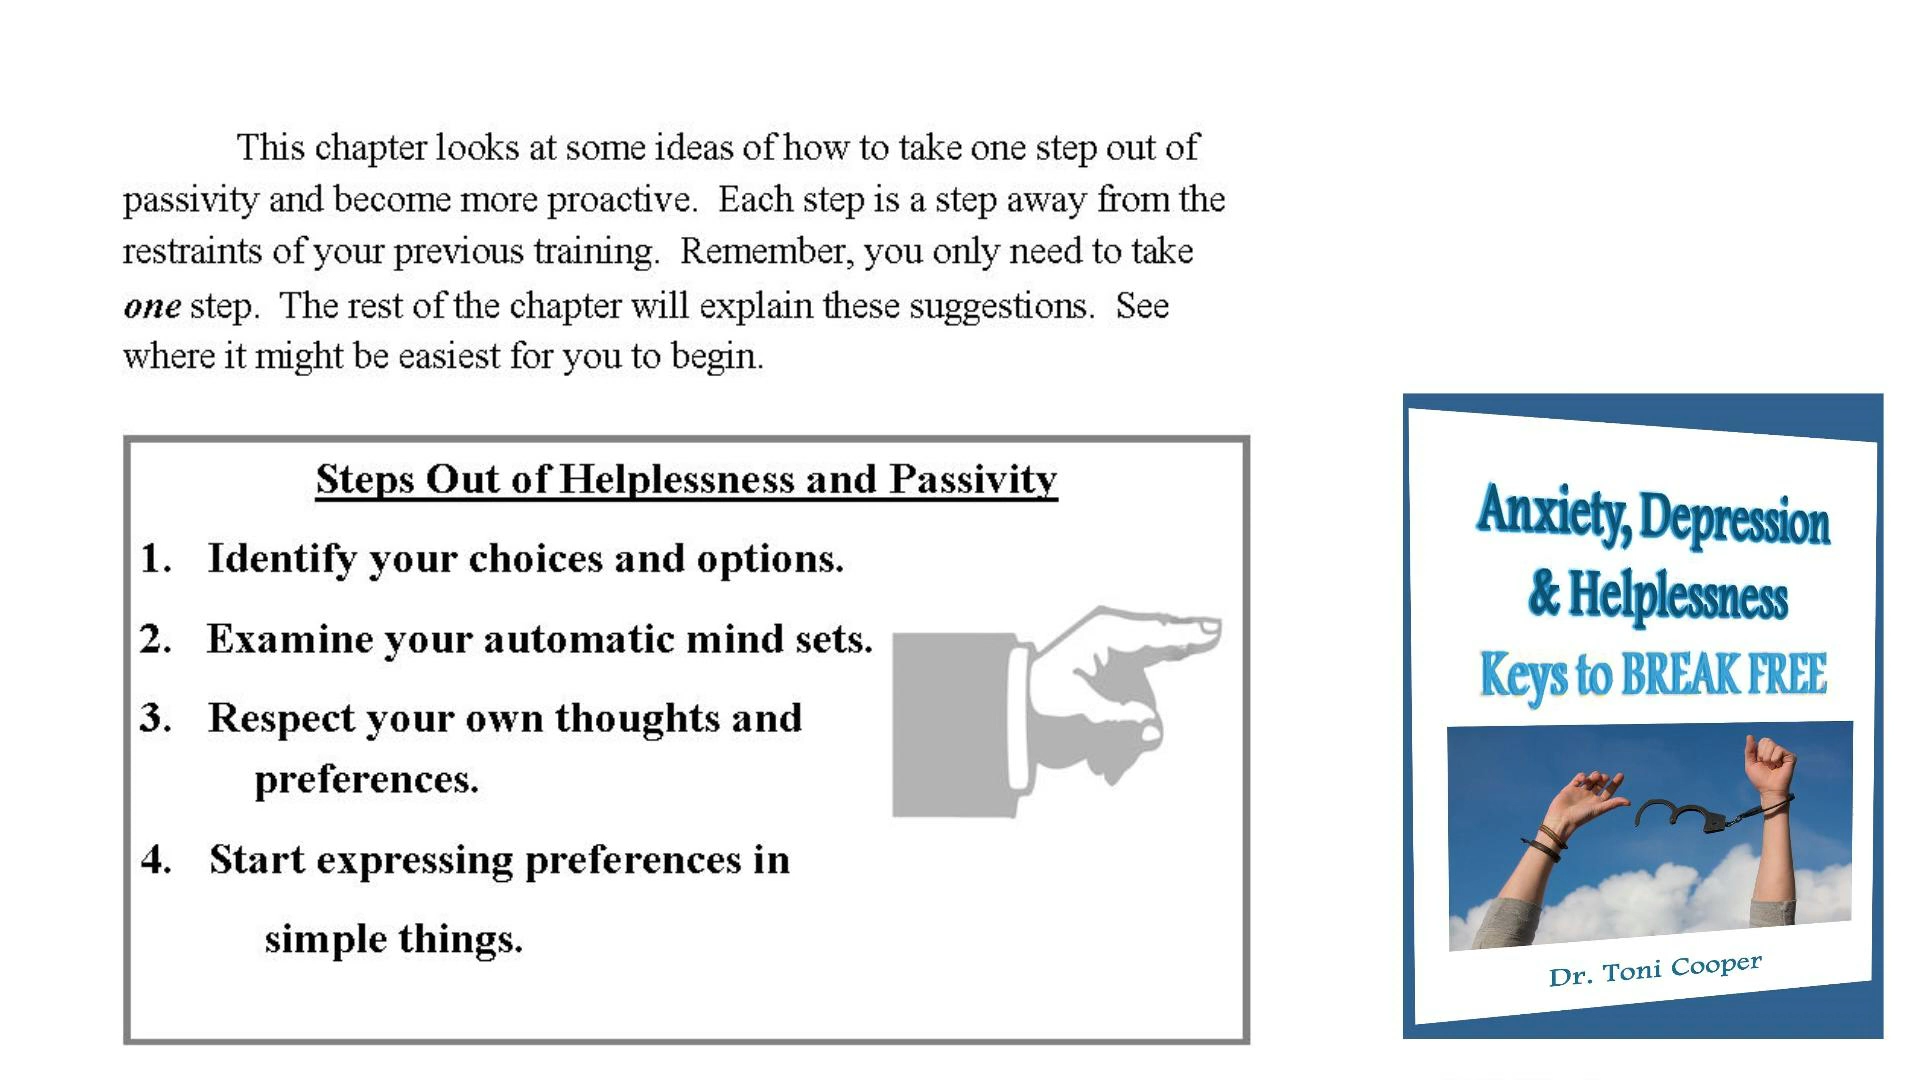 This chapter looks at some ideas of how to take one step out of
passivity and become more proactive.  Each step is a step away from the
restraints of your previous training.  Remember, you only need to take
one step.  The rest of the chapter will explain these suggestions.  See
where it might be easiest for you to begin.
Steps Out of Helplessness and Passivity
1. Identify your choices and options.
2. Examine your automatic mind sets.
3. Respect your own thoughts and
preferences.
4. Start expressing preferences in
simple things.
Anxiety, Depression
& Helplessness
Keys to BREAK FREE
Dr. Toni Cooper